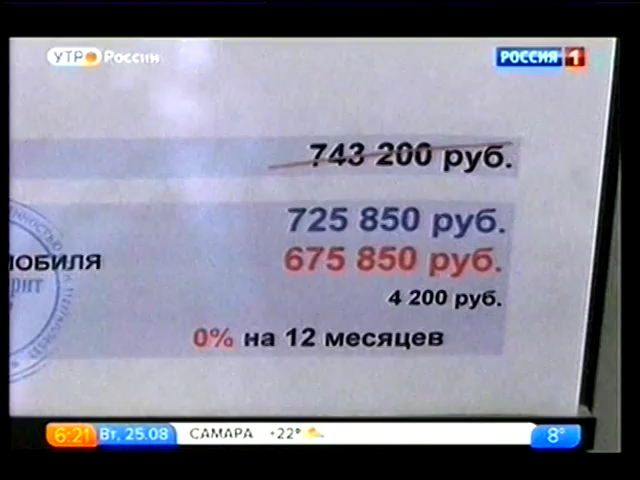 УТРО России
РОССИЯ 1
743 200 руб.
725 850 руб.
675 850 руб.
4 200 руб.
0% на 12 месяцев
6:21 Вт, 25.08 САМАРА +22° 8°